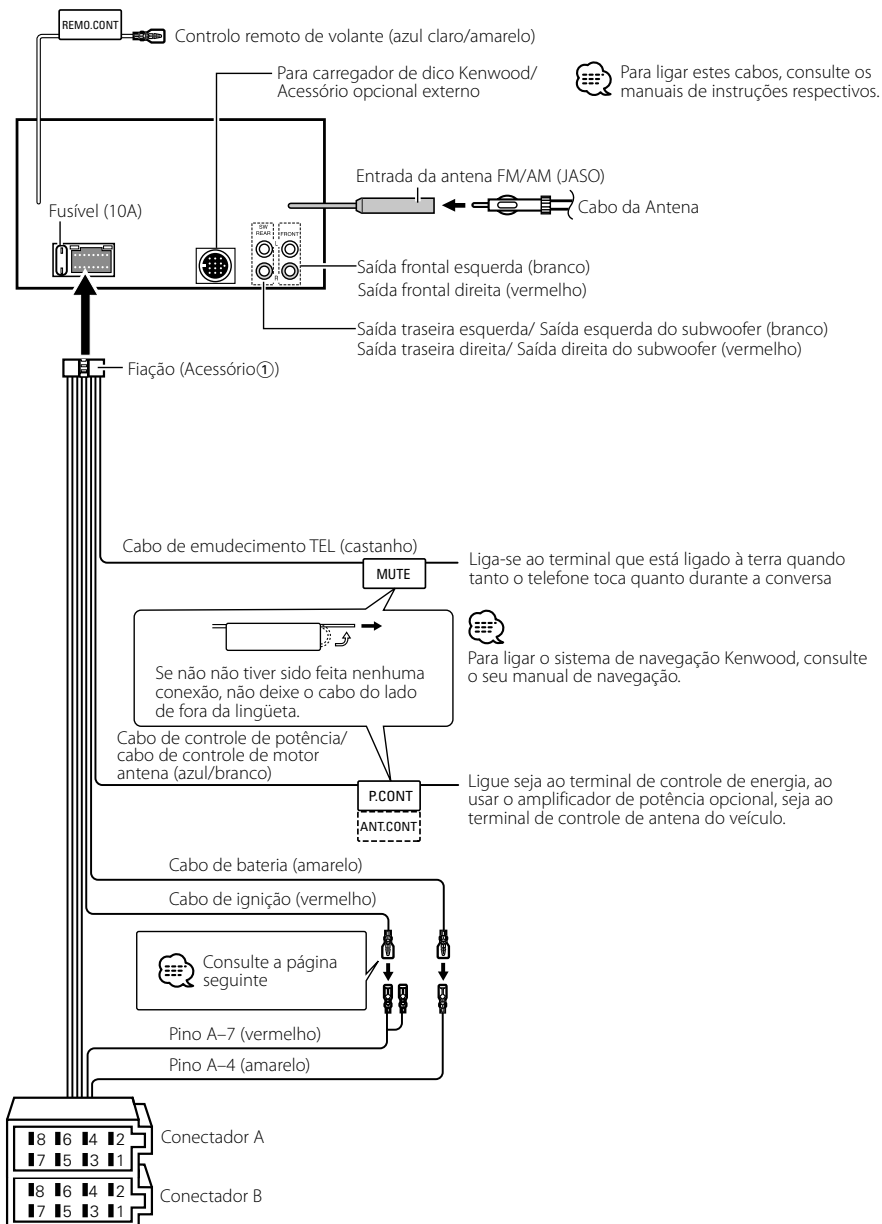 REMO.CONT
Controlo remoto de volante (azul claro/amarelo)
Para carregador de dico Kenwood/
Acessório opcional externo
Para ligar estes cabos, consulte os
manuais de instruções respectivos.
Entrada da antena FM/AM (JASO)
Cabo da Antena
Fusível (10A)
SW
REAR
FRONT
L
R
Saída frontal esquerda (branco)
Saída frontal direita (vermelho)
Saída traseira esquerda/ Saída esquerda do subwoofer (branco)
Saída traseira direita/ Saída direita do subwoofer (vermelho)
Fiação (Acessório①)
Cabo de emudecimento TEL (castanho)
MUTE
Liga-se ao terminal que está ligado à terra quando
tanto o telefone toca quanto durante a conversa
Se não não tiver sido feita nenhuma
conexão, não deixe o cabo do lado
de fora da lingüeta.
Para ligar o sistema de navegação Kenwood, consulte
o seu manual de navegação.
Cabo de controle de potência/
cabo de controle de motor
antena (azul/branco)
P.CONT
ANT.CONT
Ligue seja ao terminal de controle de energia, ao
usar o amplificador de potência opcional, seja ao
terminal de controle de antena do veículo.
Cabo de bateria (amarelo)
Cabo de ignição (vermelho)
Consulte a página
seguinte
Pino A–7 (vermelho)
Pino A–4 (amarelo)
8 6 4 2
7 5 3 1
Conectador A
8 6 4 2
7 5 3 1
Conectador B